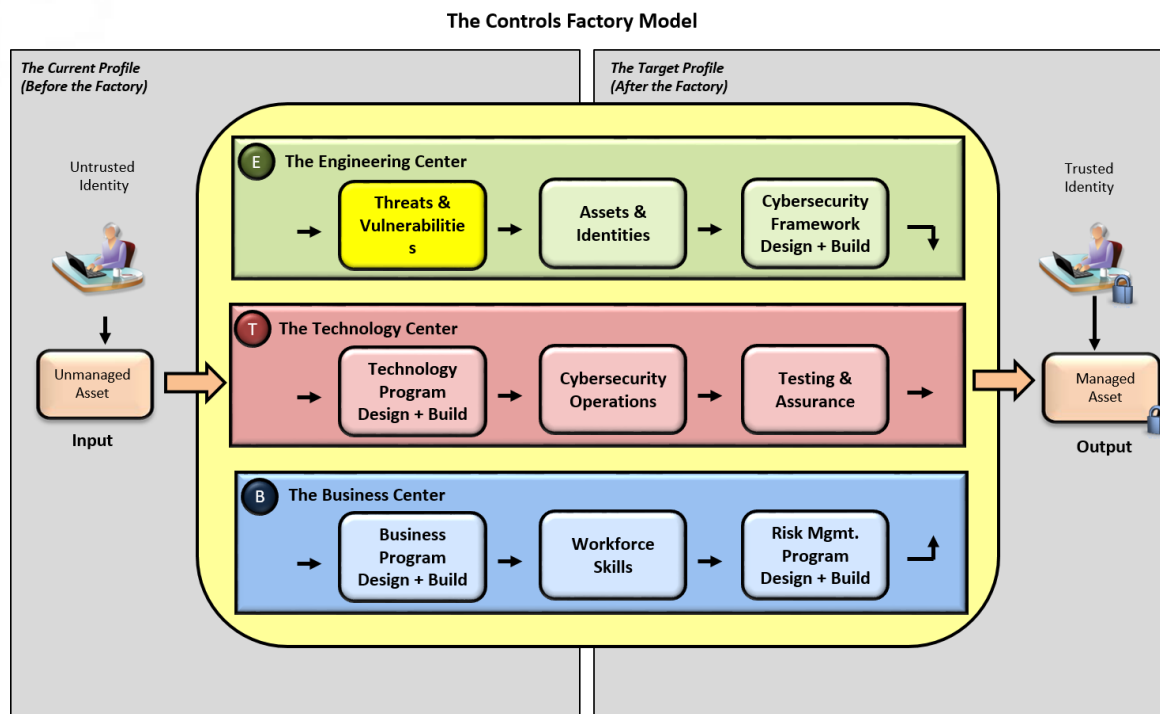 The Controls Factory Model
The Current Profile
(Before the Factory)
The Target Profile
(After the Factory)
Untrusted
Identity
Unmanaged
Asset
Input
E
The Engineering Center
Threats &
Vulnerabilitie
s
Assets &
Identities
Cybersecurity
Framework
Design + Build
T
The Technology Center
Technology
Program
Design + Build
Cybersecurity
Operations
Testing &
Assurance
B
The Business Center
Business
Program
Design + Build
Workforce
Skills
Risk Mgmt.
Program
Design + Build
Trusted
Identity
Managed
Asset
Output